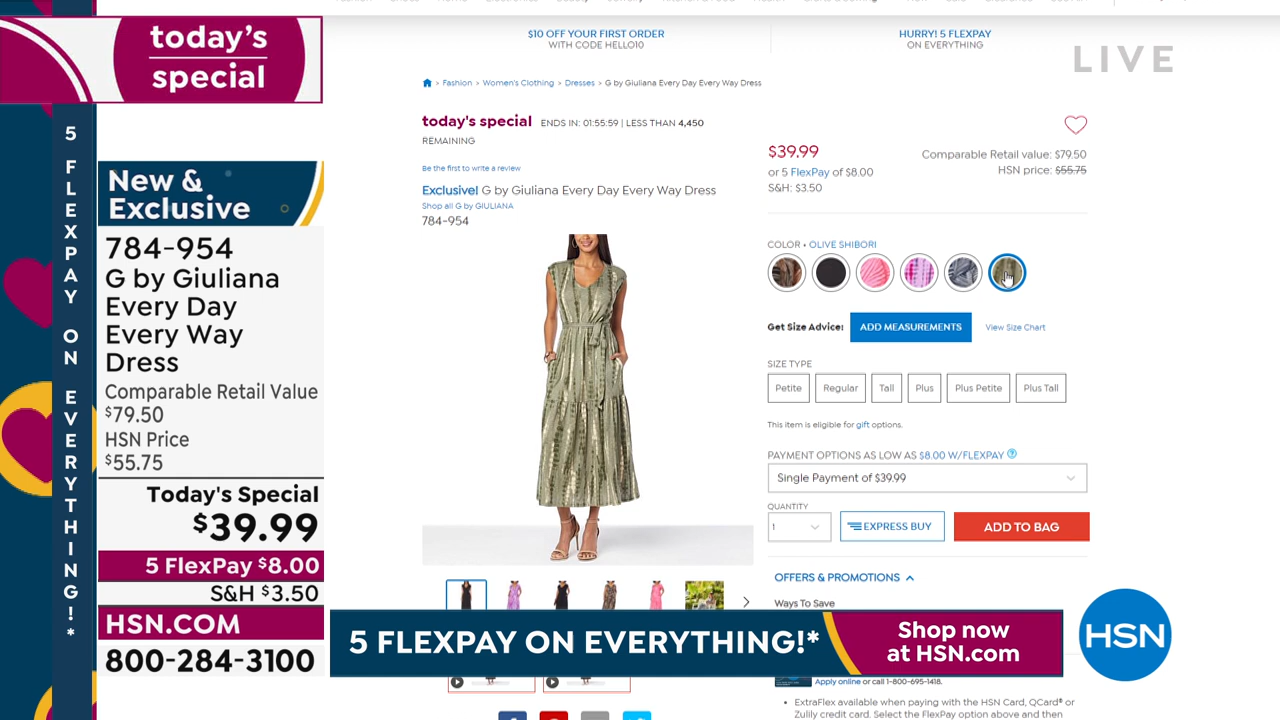 today's
special
5 FLEXPAY ON EVERYTHING!*
New &
Exclusive
784-954
G by Giuliana
Every Day
Every Way
Dress
Comparable Retail Value
$79.50
HSN Price
$55.75
Today's Special
$39.99
5 FlexPay $8.00
S&H $3.50
HSN.COM
800-284-3100
$10 OFF YOUR FIRST ORDER
WITH CODE HELLO10
HURRY! 5 FLEXPAY
ON EVERYTHING
LIVE
> Fashion > Women's Clothing > Dresses > G by Giuliana Every Day Every Way Dress
today's special ENDS IN: 01:55:59 | LESS THAN 4,450
REMAINING
Be the first to write a review
Exclusive! G by Giuliana Every Day Every Way Dress
Shop all G by GIULIANA
784-954
$39.99
or 5 FlexPay of $8.00
S&H: $3.50
Comparable Retail value: $79.50
HSN price: $55.75
COLOR • OLIVE SHIBORI
Get Size Advice: ADD MEASUREMENTS View Size Chart
SIZE TYPE
Petite Regular Tall Plus Plus Petite Plus Tall
This item is eligible for gift options.
PAYMENT OPTIONS AS LOW AS $8.00 W/FLEXPAY ?
Single Payment of $39.99
QUANTITY
1 EXPRESS BUY ADD TO BAG
OFFERS & PROMOTIONS
Ways To Save
5 FLEXPAY ON EVERYTHING!*
Shop now
at HSN.com
HSN
Apply online or call 1-800-695-1418.
• ExtraFlex available when paying with the HSN Card, QCard® or
Zulily credit card. Select the FlexPay option above and then